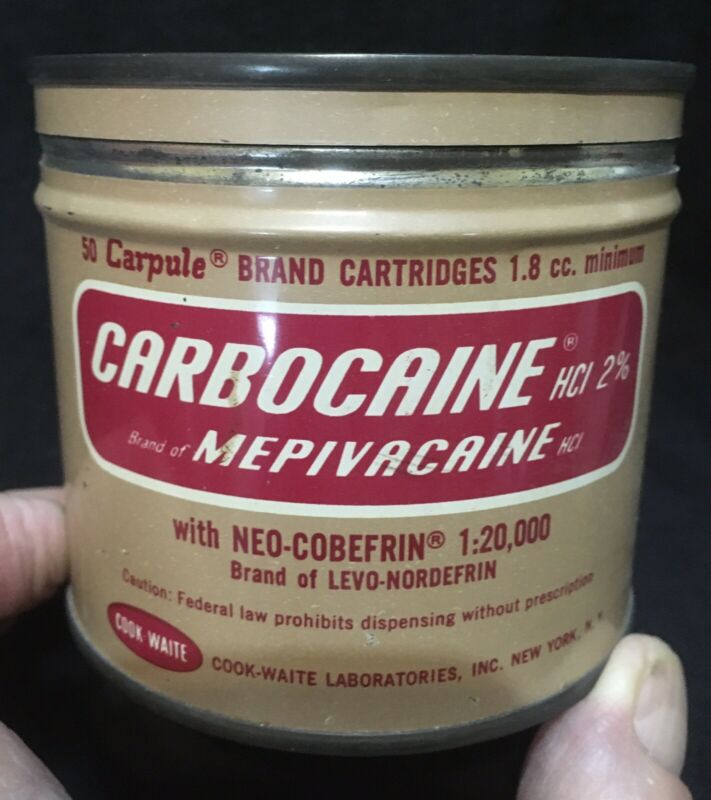 50 Carpule® BRAND CARTRIDGES 1.8 cc. minimum
CARBOCAINE® HCl 2%
Brand of MEPIVACAINE HCl
with NEO-COBEFRIN® 1:20,000
Brand of LEVO-NORDEFRIN
Caution: Federal law prohibits dispensing without prescription
COOK-WAITE
COOK-WAITE LABORATORIES, INC. NEW YORK, N. Y.